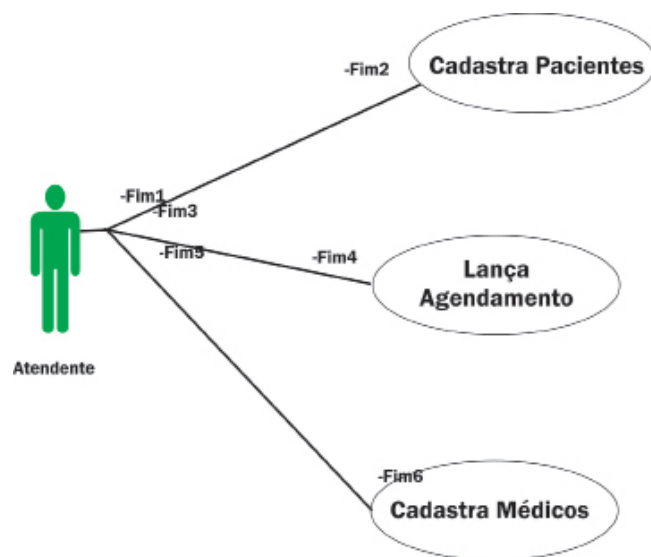 -Fim2
Cadastra Pacientes
-Fim1
-Fim3
-Fim5
-Fim4
Lança
Agendamento
Atendente
-Fim6
Cadastra Médicos